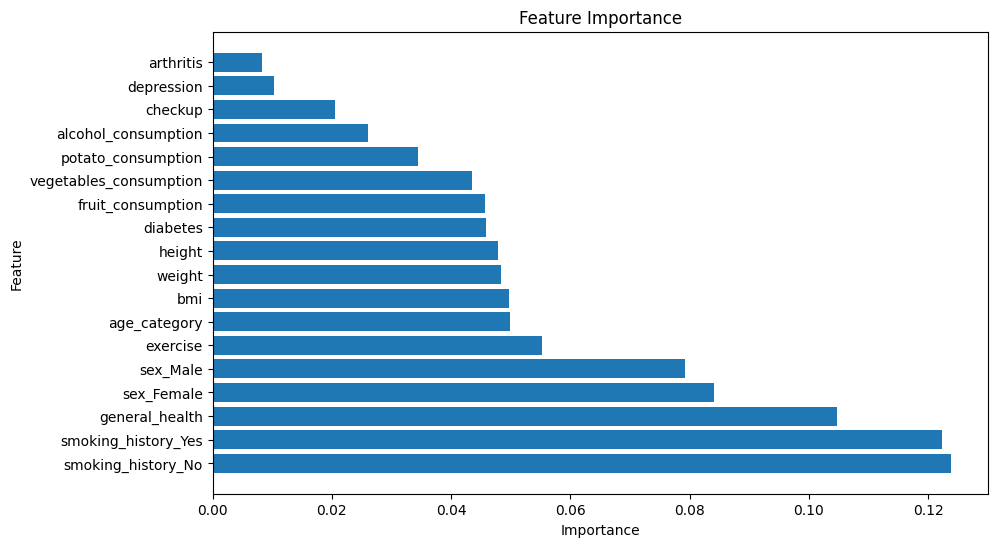 Feature Importance
arthritis
depression
checkup
alcohol_consumption
potato_consumption
vegetables_consumption
fruit_consumption
diabetes
height
weight
bmi
age_category
exercise
sex_Male
sex_Female
general_health
smoking_history_Yes
smoking_history_No
Feature
0.00 0.02 0.04 0.06 0.08 0.10 0.12
Importance